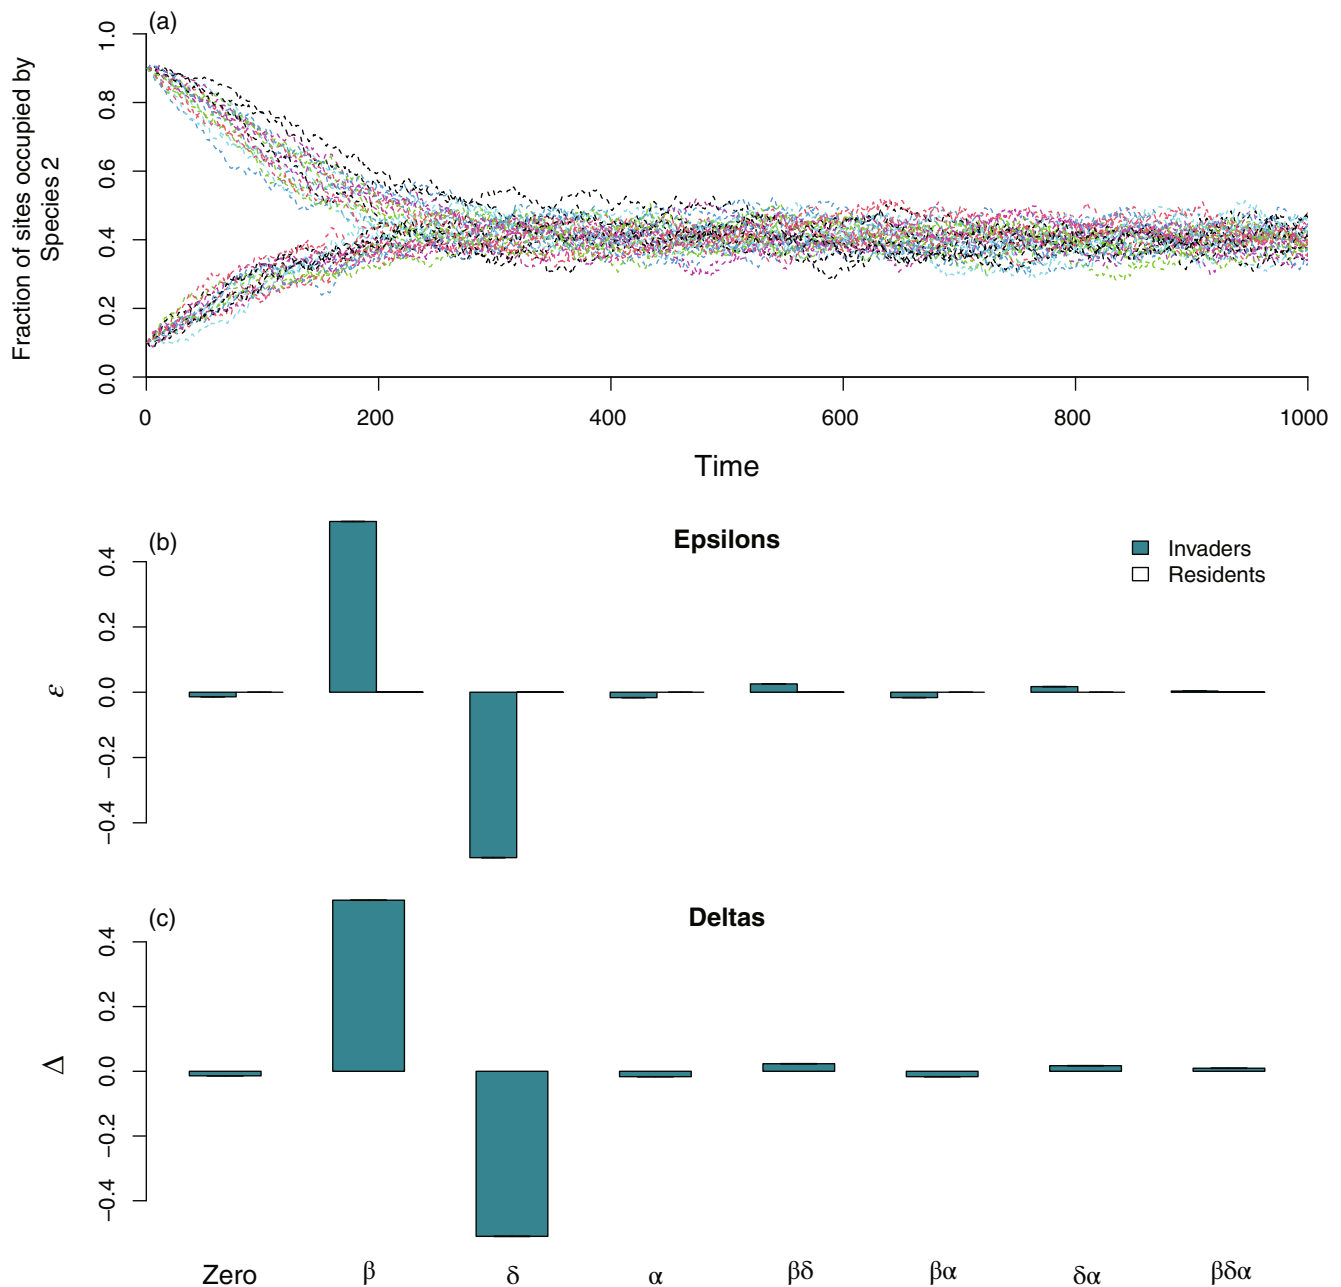 (a)
Fraction of sites occupied by
Species 2
0.0 0.2 0.4 0.6 0.8 1.0
0 200 400 600 800 1000
Time
(b)
Epsilons
Invaders
Residents
ε
−0.4 −0.2 0.0 0.2 0.4
(c)
Deltas
Δ
−0.4 −0.2 0.0 0.2 0.4
Zero β δ α βδ βα δα βδα